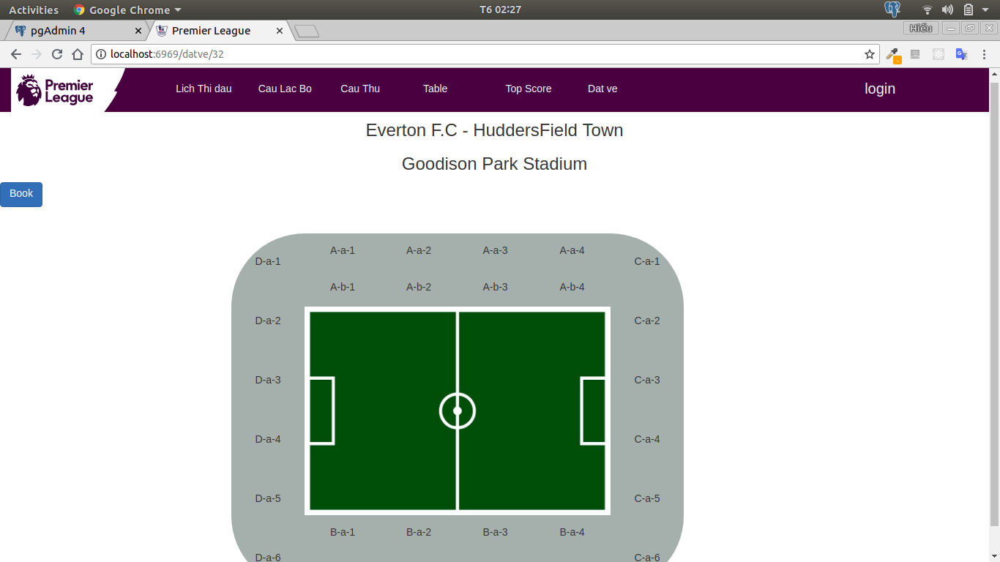 Activities Google Chrome T6 02:27
pgAdmin 4 Premier League Hiếu
localhost:6969/datve/32
Premier League Lich Thi dau Cau Lac Bo Cau Thu Table Top Score Dat ve login
Everton F.C - HuddersField Town
Goodison Park Stadium
Book
A-a-1 A-a-2 A-a-3 A-a-4
D-a-1 C-a-1
A-b-1 A-b-2 A-b-3 A-b-4
D-a-2 C-a-2
D-a-3 C-a-3
D-a-4 C-a-4
D-a-5 C-a-5
B-a-1 B-a-2 B-a-3 B-a-4
D-a-6 C-a-6